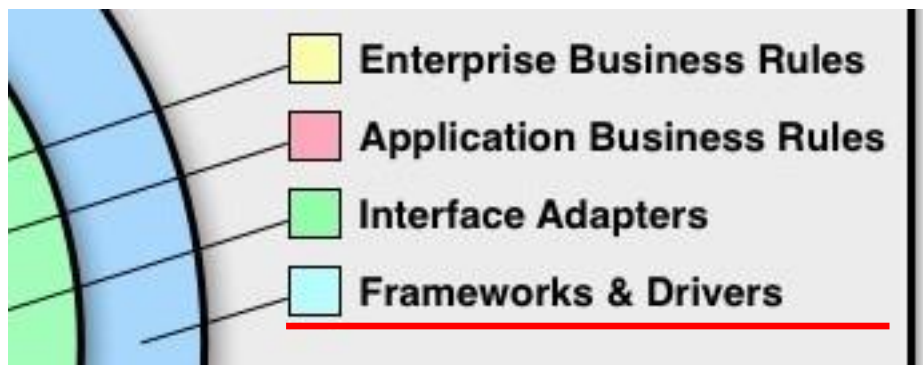 Enterprise Business Rules
Application Business Rules
Interface Adapters
Frameworks & Drivers